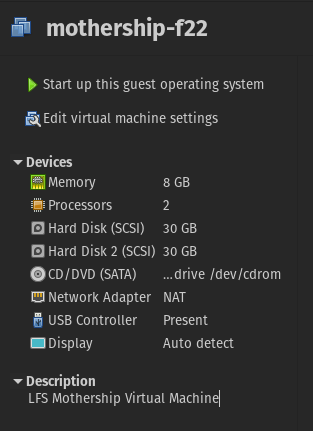 mothership-f22
Start up this guest operating system
Edit virtual machine settings
Devices
Memory 8 GB
Processors 2
Hard Disk (SCSI) 30 GB
Hard Disk 2 (SCSI) 30 GB
CD/DVD (SATA) ...drive /dev/cdrom
Network Adapter NAT
USB Controller Present
Display Auto detect
Description
LFS Mothership Virtual Machine